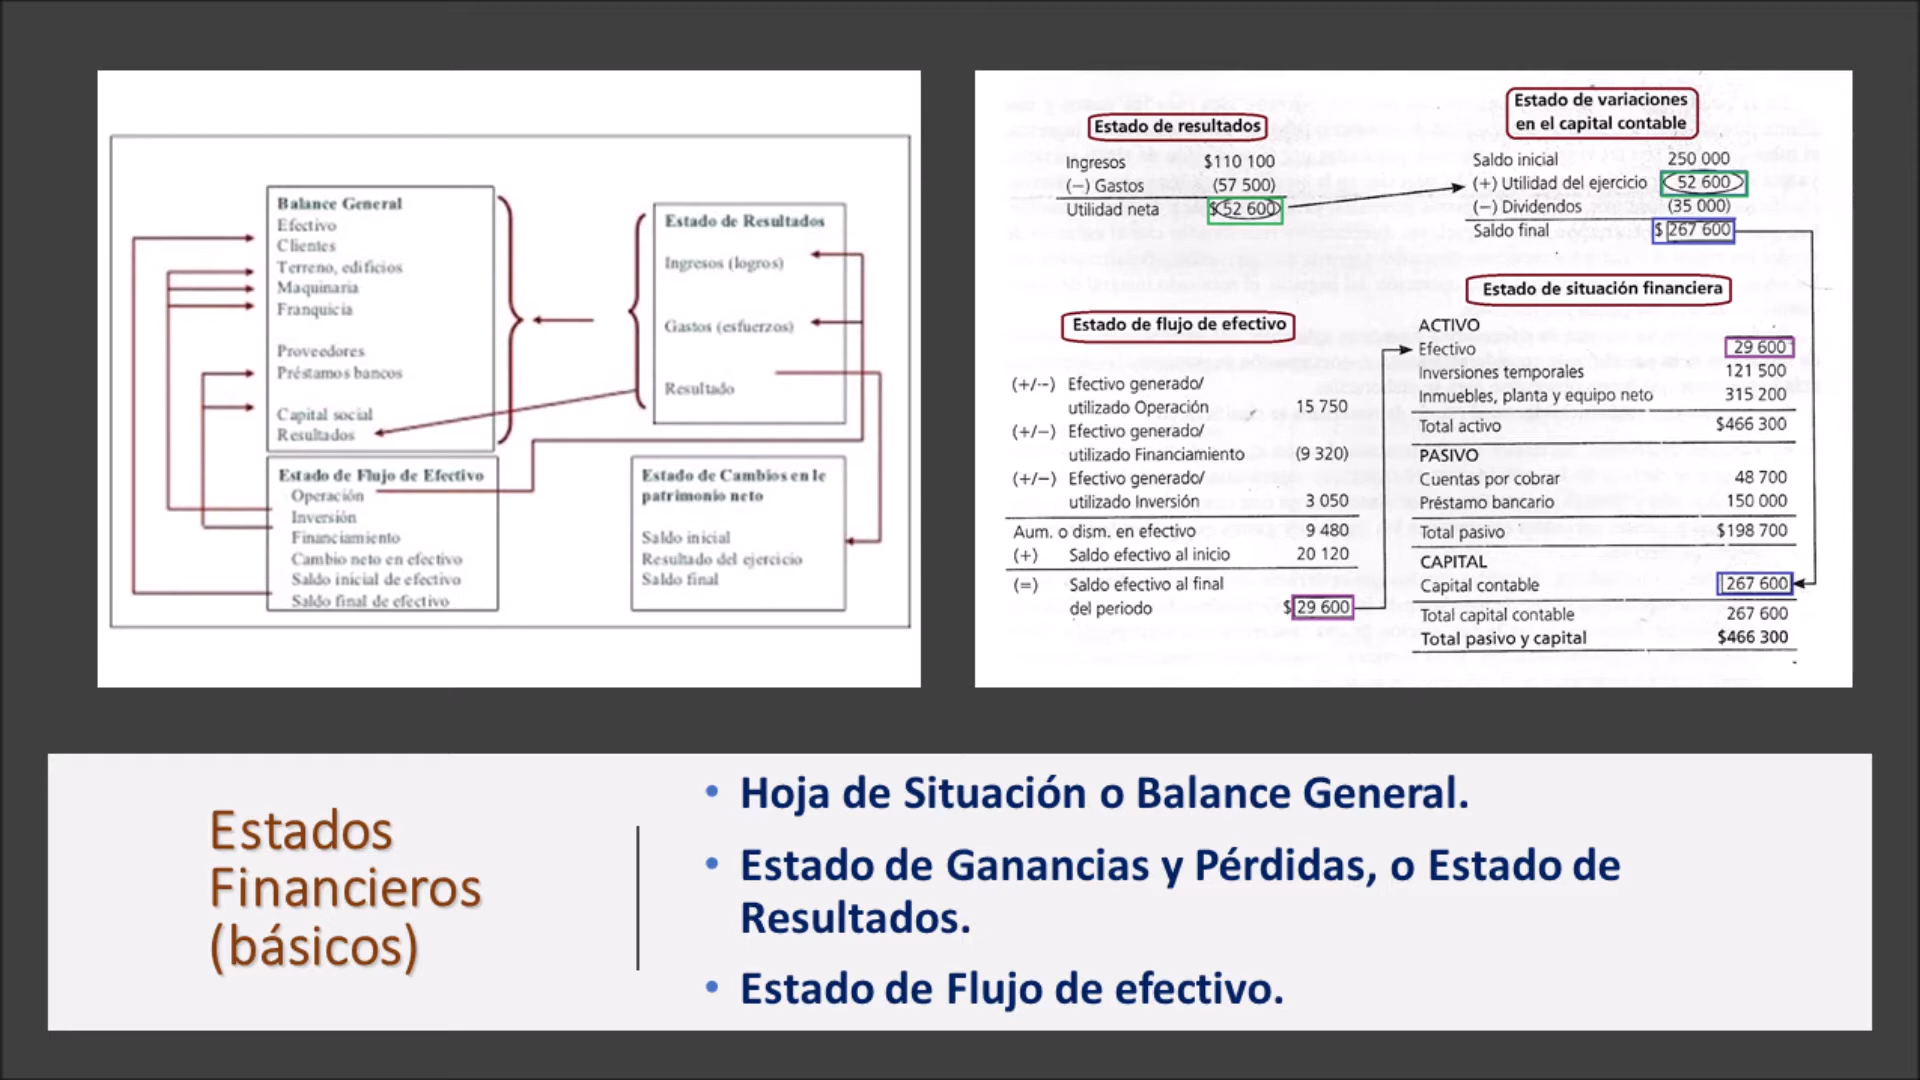 Balance General
Efectivo
Clientes
Terreno, edificios
Maquinaria
Franquicia
Proveedores
Préstamos bancos
Capital social
Resultados
Estado de Resultados
Ingresos (logros)
Gastos (esfuerzos)
Resultado
Estado de Flujo de Efectivo
Operación
Inversión
Financiamiento
Cambio neto en efectivo
Saldo inicial de efectivo
Saldo final de efectivo
Estado de Cambios en le
patrimonio neto
Saldo inicial
Resultado del ejercicio
Saldo final
Estado de resultados
Ingresos $110 100
(−) Gastos (57 500)
Utilidad neta $ 52 600
Estado de variaciones
en el capital contable
Saldo inicial 250 000
(+) Utilidad del ejercicio 52 600
(−) Dividendos (35 000)
Saldo final $ 267 600
Estado de flujo de efectivo
(+/−) Efectivo generado/
utilizado Operación 15 750
(+/−) Efectivo generado/
utilizado Financiamiento (9 320)
(+/−) Efectivo generado/
utilizado Inversión 3 050
Aum. o dism. en efectivo 9 480
(+) Saldo efectivo al inicio 20 120
(=) Saldo efectivo al final
del periodo $ 29 600
Estado de situación financiera
ACTIVO
Efectivo 29 600
Inversiones temporales 121 500
Inmuebles, planta y equipo neto 315 200
Total activo $466 300
PASIVO
Cuentas por cobrar 48 700
Préstamo bancario 150 000
Total pasivo $198 700
CAPITAL
Capital contable 267 600
Total capital contable 267 600
Total pasivo y capital $466 300
Estados
Financieros
(básicos)
• Hoja de Situación o Balance General.
• Estado de Ganancias y Pérdidas, o Estado de
Resultados.
• Estado de Flujo de efectivo.